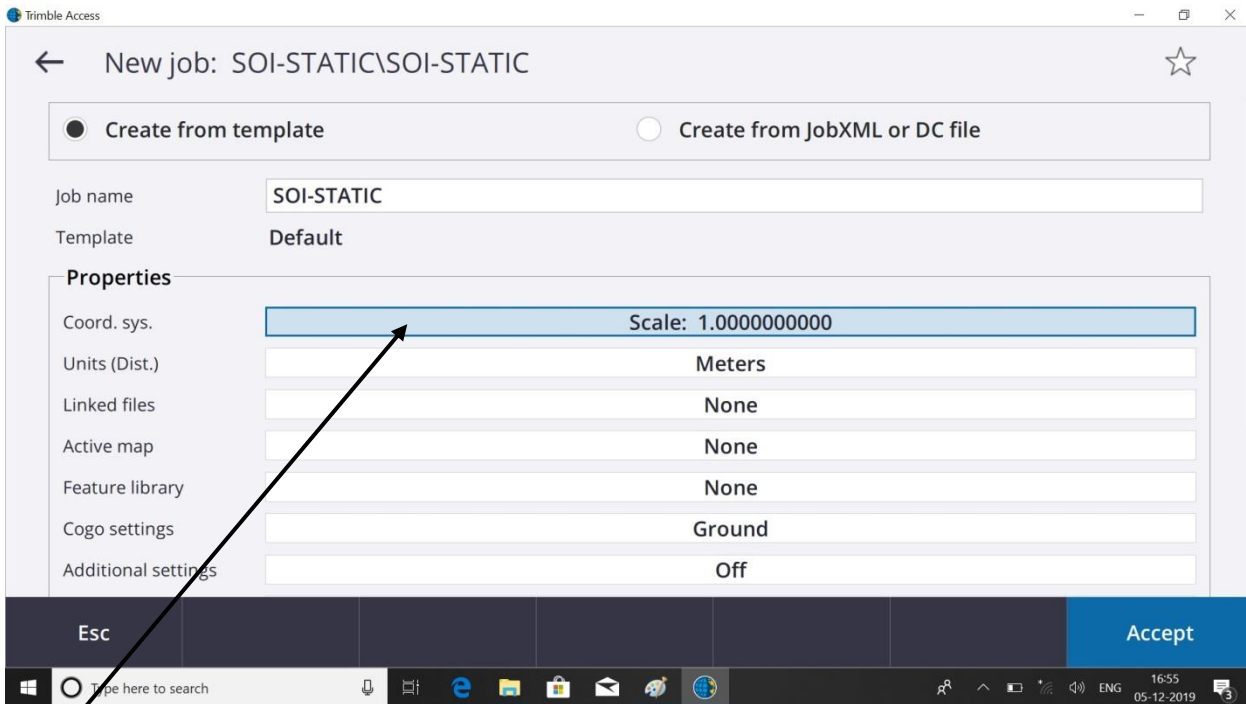 Trimble Access
New job: SOI-STATIC\SOI-STATIC
Create from template Create from JobXML or DC file
Job name SOI-STATIC
Template Default
Properties
Coord. sys. Scale: 1.0000000000
Units (Dist.) Meters
Linked files None
Active map None
Feature library None
Cogo settings Ground
Additional settings Off
Esc Accept
Type here to search ENG 16:55
05-12-2019 3